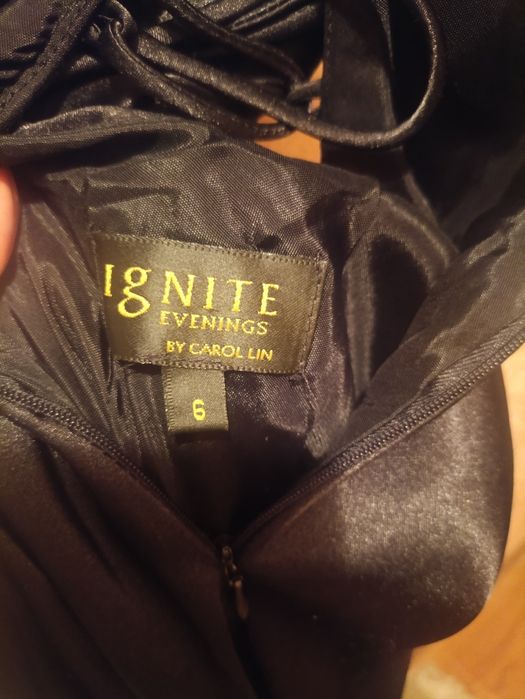 IgNITE
EVENINGS
BY CAROL LIN
6